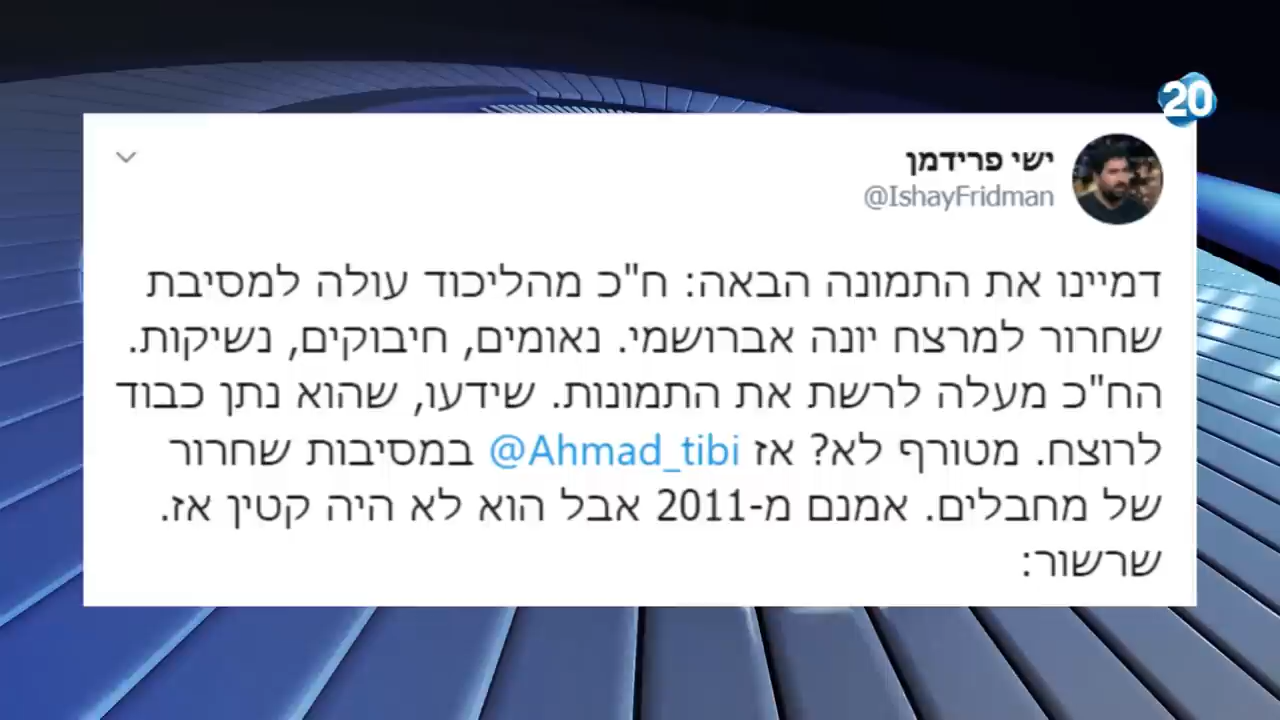 20
ישי פרידמן
@IshayFridman
דמיינו את התמונה הבאה: ח"כ מהליכוד עולה למסיבת
שחרור למרצח יונה אברושמי. נאומים, חיבוקים, נשיקות.
הח"כ מעלה לרשת את התמונות. שידעו, שהוא נתן כבוד
לרוצח. מטורף לא? אז @Ahmad_tibi במסיבות שחרור
של מחבלים. אמנם מ-2011 אבל הוא לא היה קטין אז.
שרשור: